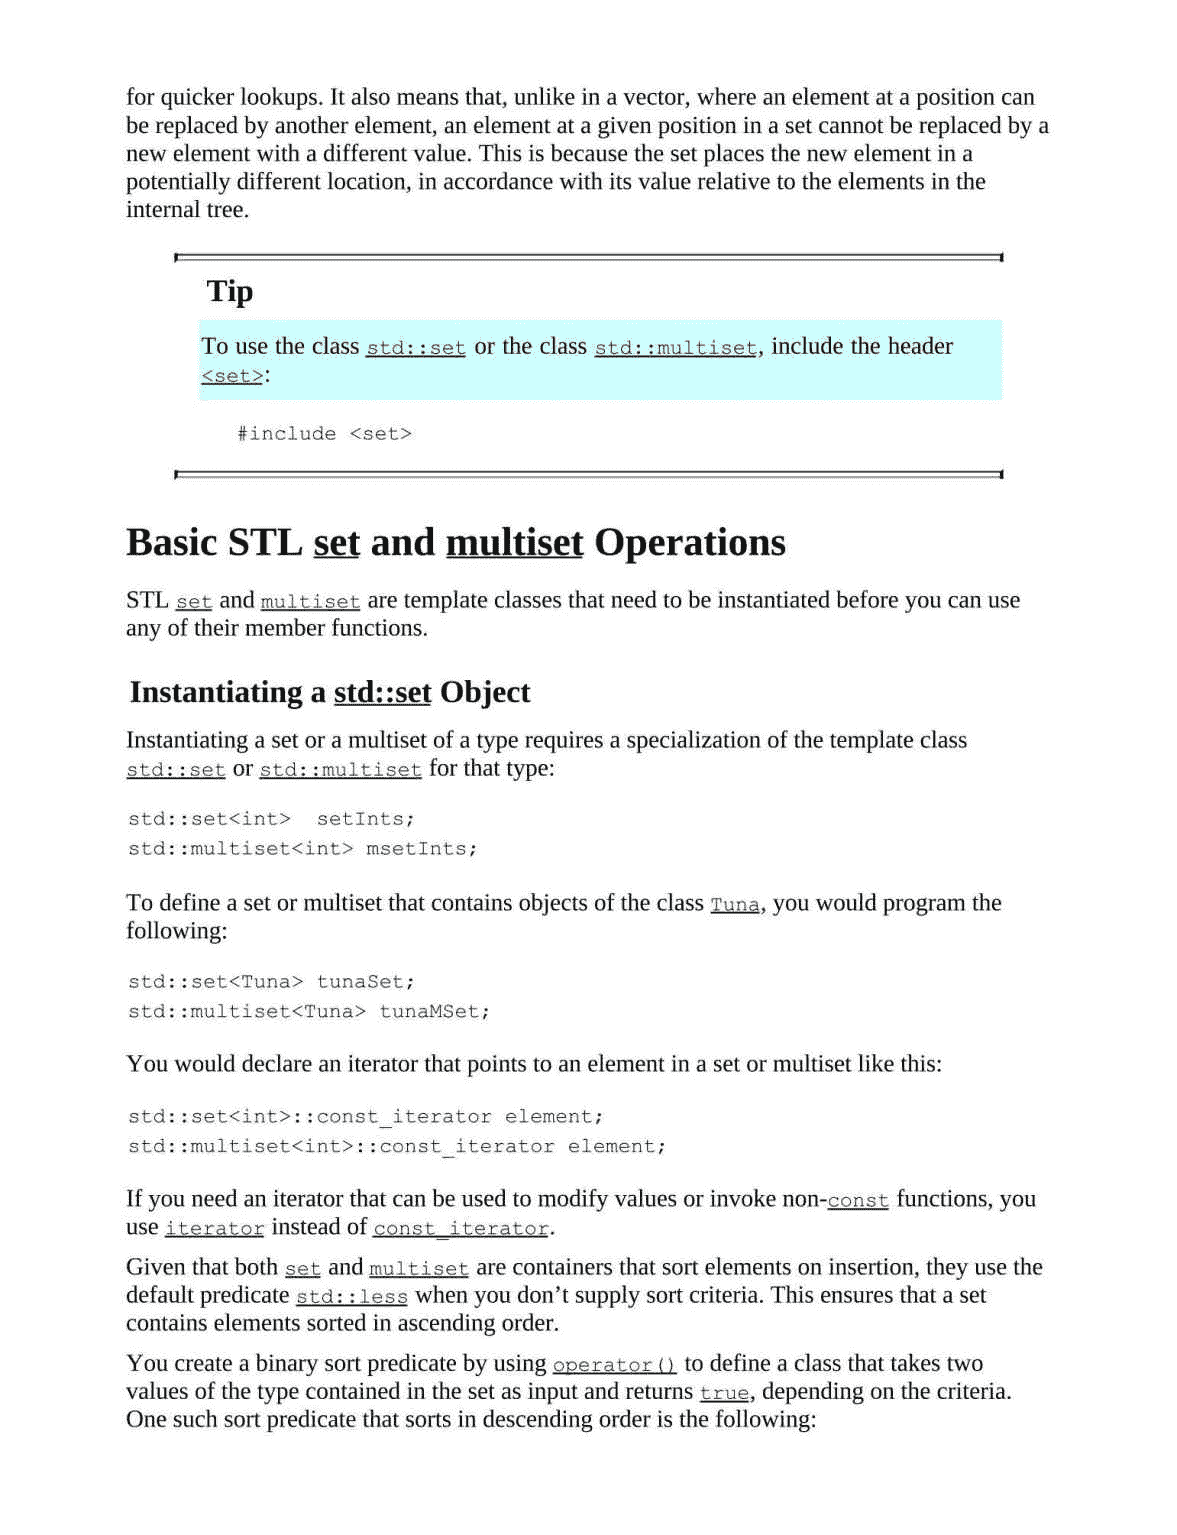 for quicker lookups. It also means that, unlike in a vector, where an element at a position can
be replaced by another element, an element at a given position in a set cannot be replaced by a
new element with a different value. This is because the set places the new element in a
potentially different location, in accordance with its value relative to the elements in the
internal tree.
Tip
To use the class std::set or the class std::multiset, include the header
<set>:
#include <set>
Basic STL set and multiset Operations
STL set and multiset are template classes that need to be instantiated before you can use
any of their member functions.
Instantiating a std::set Object
Instantiating a set or a multiset of a type requires a specialization of the template class
std::set or std::multiset for that type:
std::set<int>  setInts;
std::multiset<int> msetInts;
To define a set or multiset that contains objects of the class Tuna, you would program the
following:
std::set<Tuna> tunaSet;
std::multiset<Tuna> tunaMSet;
You would declare an iterator that points to an element in a set or multiset like this:
std::set<int>::const_iterator element;
std::multiset<int>::const_iterator element;
If you need an iterator that can be used to modify values or invoke non-const functions, you
use iterator instead of const_iterator.
Given that both set and multiset are containers that sort elements on insertion, they use the
default predicate std::less when you don’t supply sort criteria. This ensures that a set
contains elements sorted in ascending order.
You create a binary sort predicate by using operator() to define a class that takes two
values of the type contained in the set as input and returns true, depending on the criteria.
One such sort predicate that sorts in descending order is the following: